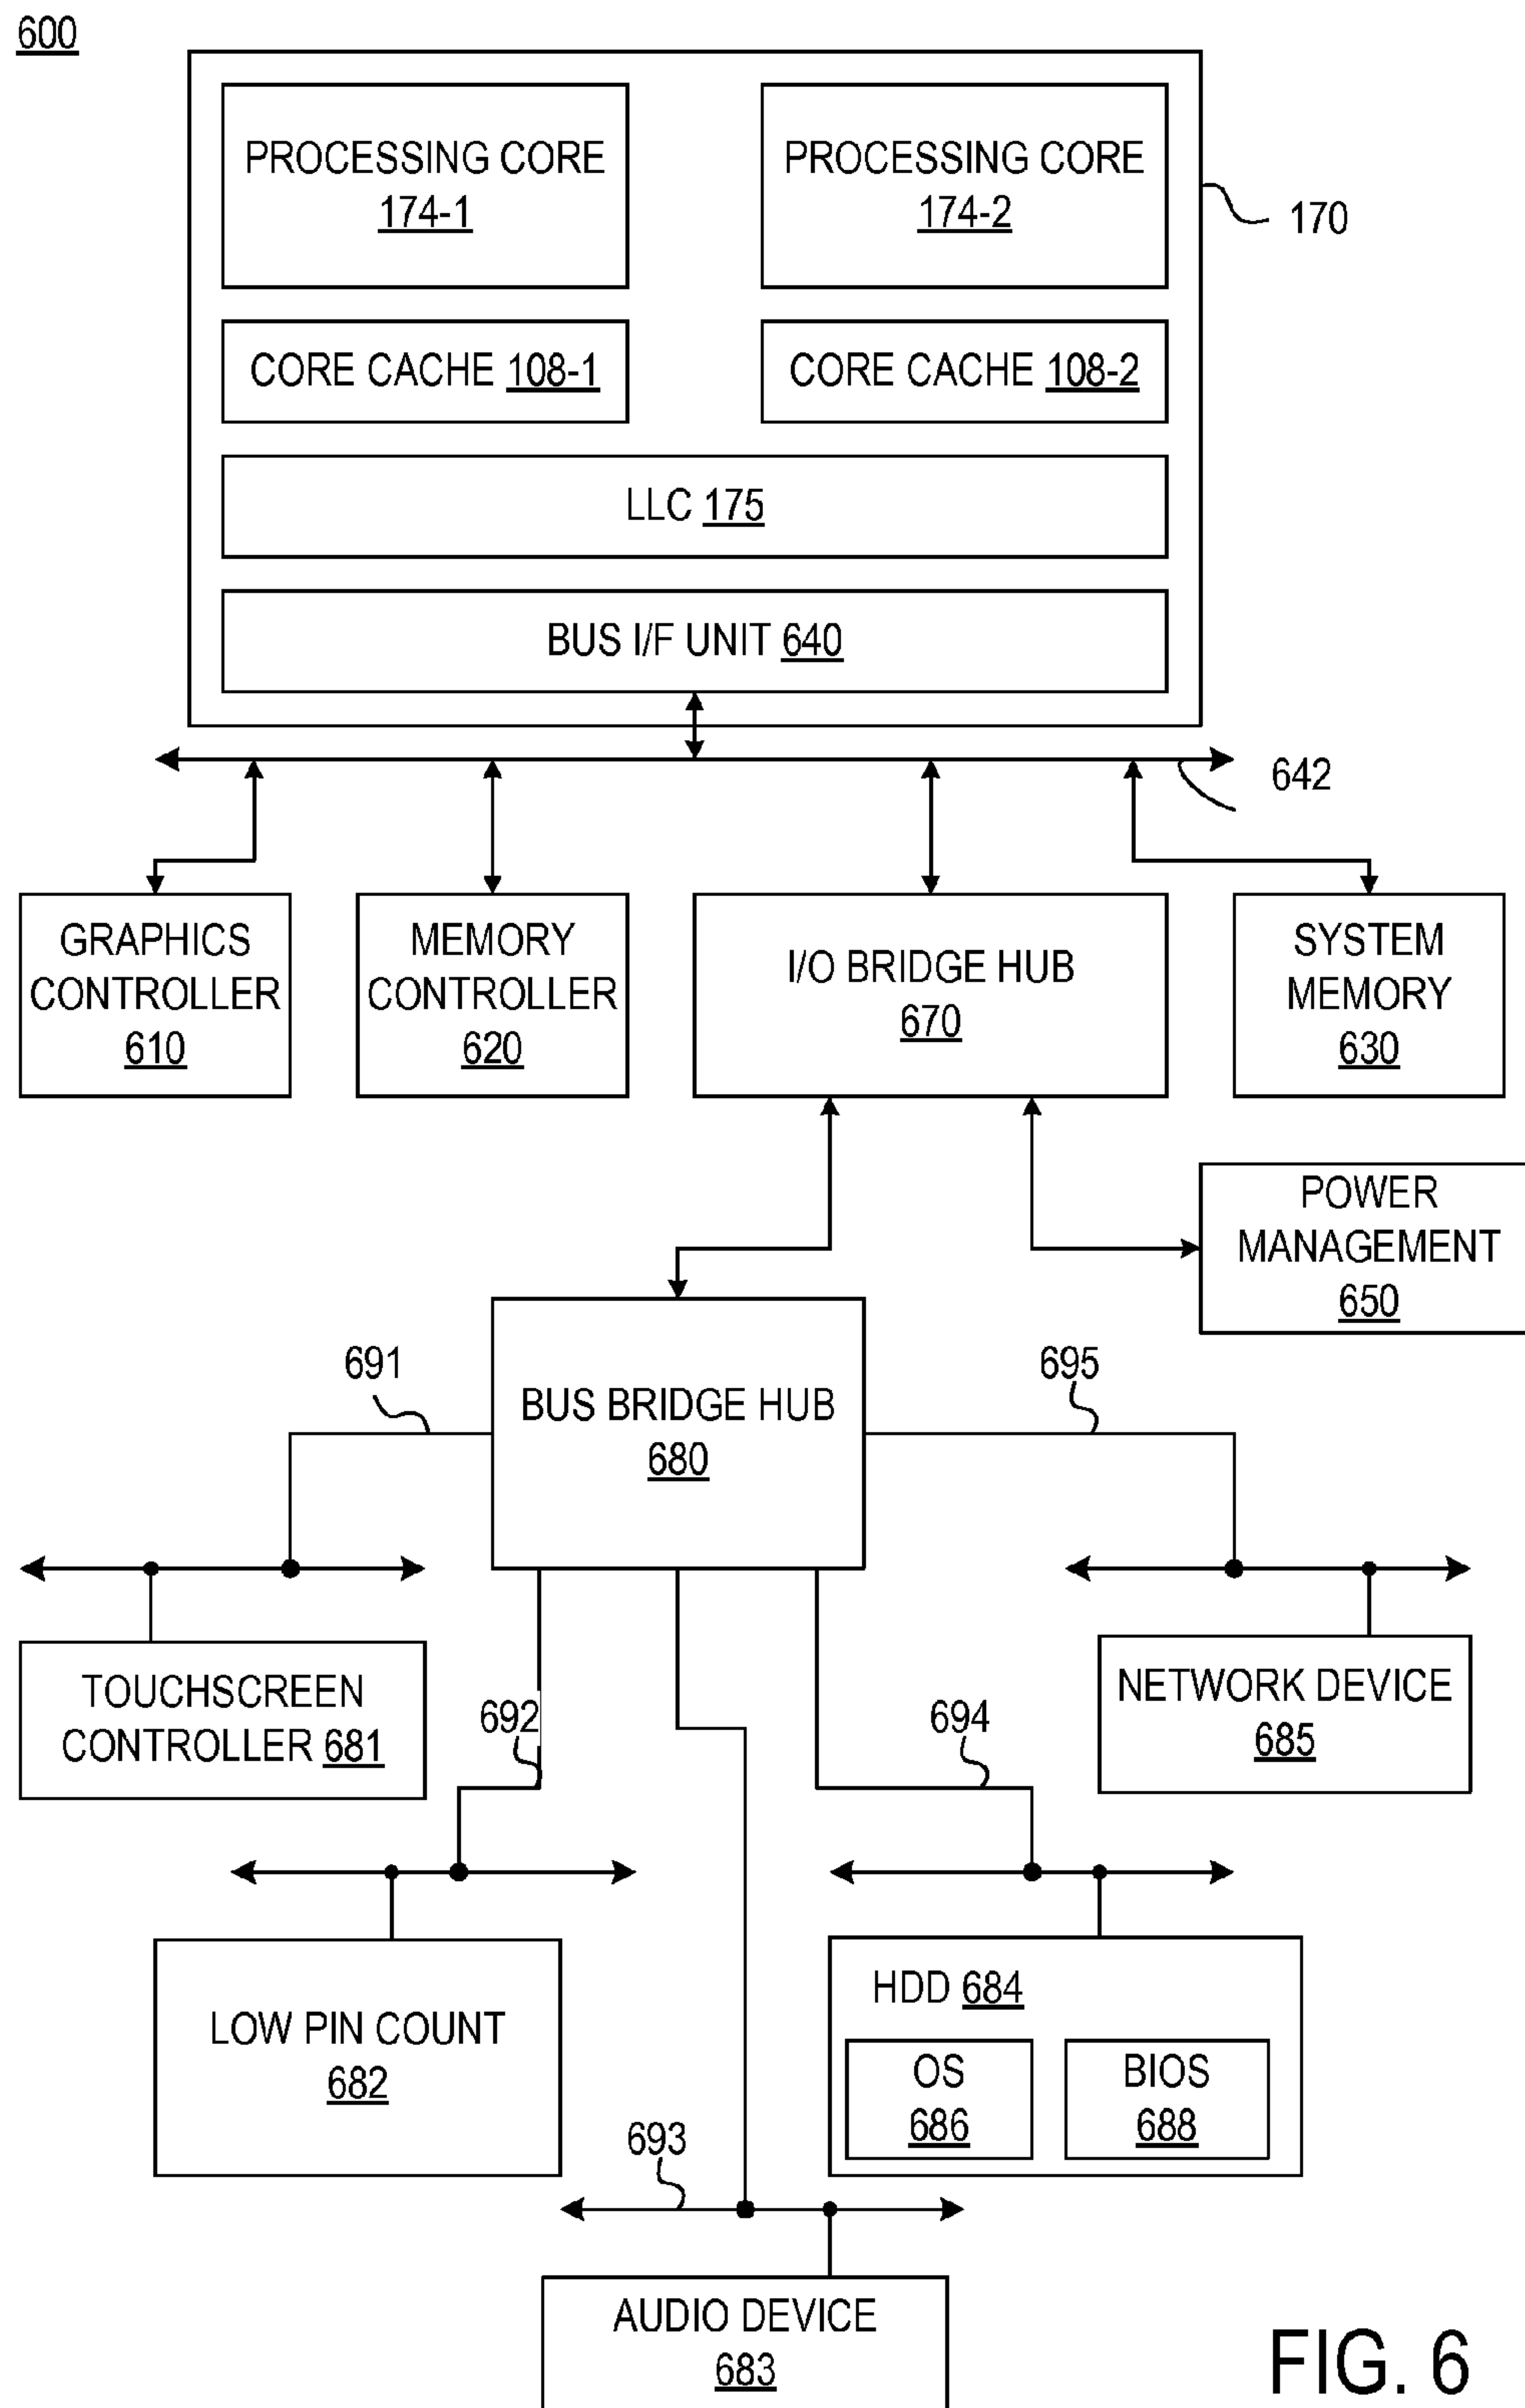 600
PROCESSING CORE
174-1
PROCESSING CORE
174-2
170
CORE CACHE 108-1
CORE CACHE 108-2
LLC 175
BUS I/F UNIT 640
642
GRAPHICS
CONTROLLER
610
MEMORY
CONTROLLER
620
I/O BRIDGE HUB
670
SYSTEM
MEMORY
630
POWER
MANAGEMENT
650
691
BUS BRIDGE HUB
680
695
TOUCHSCREEN
CONTROLLER 681
692
694
NETWORK DEVICE
685
LOW PIN COUNT
682
HDD 684
OS
686
BIOS
688
693
AUDIO DEVICE
683
FIG. 6